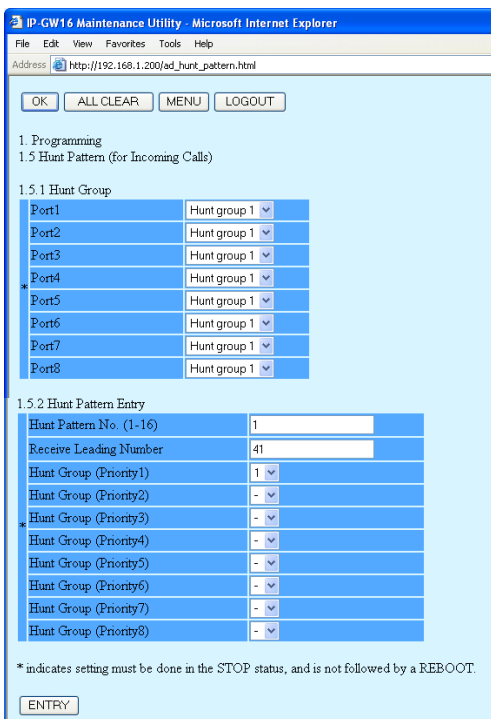 IP-GW16 Maintenance Utility - Microsoft Internet Explorer
File Edit View Favorites Tools Help
Address http://192.168.1.200/ad_hunt_pattern.html
OK ALL CLEAR MENU LOGOUT
1. Programming
1.5 Hunt Pattern (for Incoming Calls)
1.5.1 Hunt Group
Port1 Hunt group 1
Port2 Hunt group 1
Port3 Hunt group 1
Port4 Hunt group 1
*
Port5 Hunt group 1
Port6 Hunt group 1
Port7 Hunt group 1
Port8 Hunt group 1
1.5.2 Hunt Pattern Entry
Hunt Pattern No. (1-16) 1
Receive Leading Number 41
Hunt Group (Priority1) 1
Hunt Group (Priority2) -
Hunt Group (Priority3) -
*
Hunt Group (Priority4) -
Hunt Group (Priority5) -
Hunt Group (Priority6) -
Hunt Group (Priority7) -
Hunt Group (Priority8) -
* indicates setting must be done in the STOP status, and is not followed by a REBOOT.
ENTRY